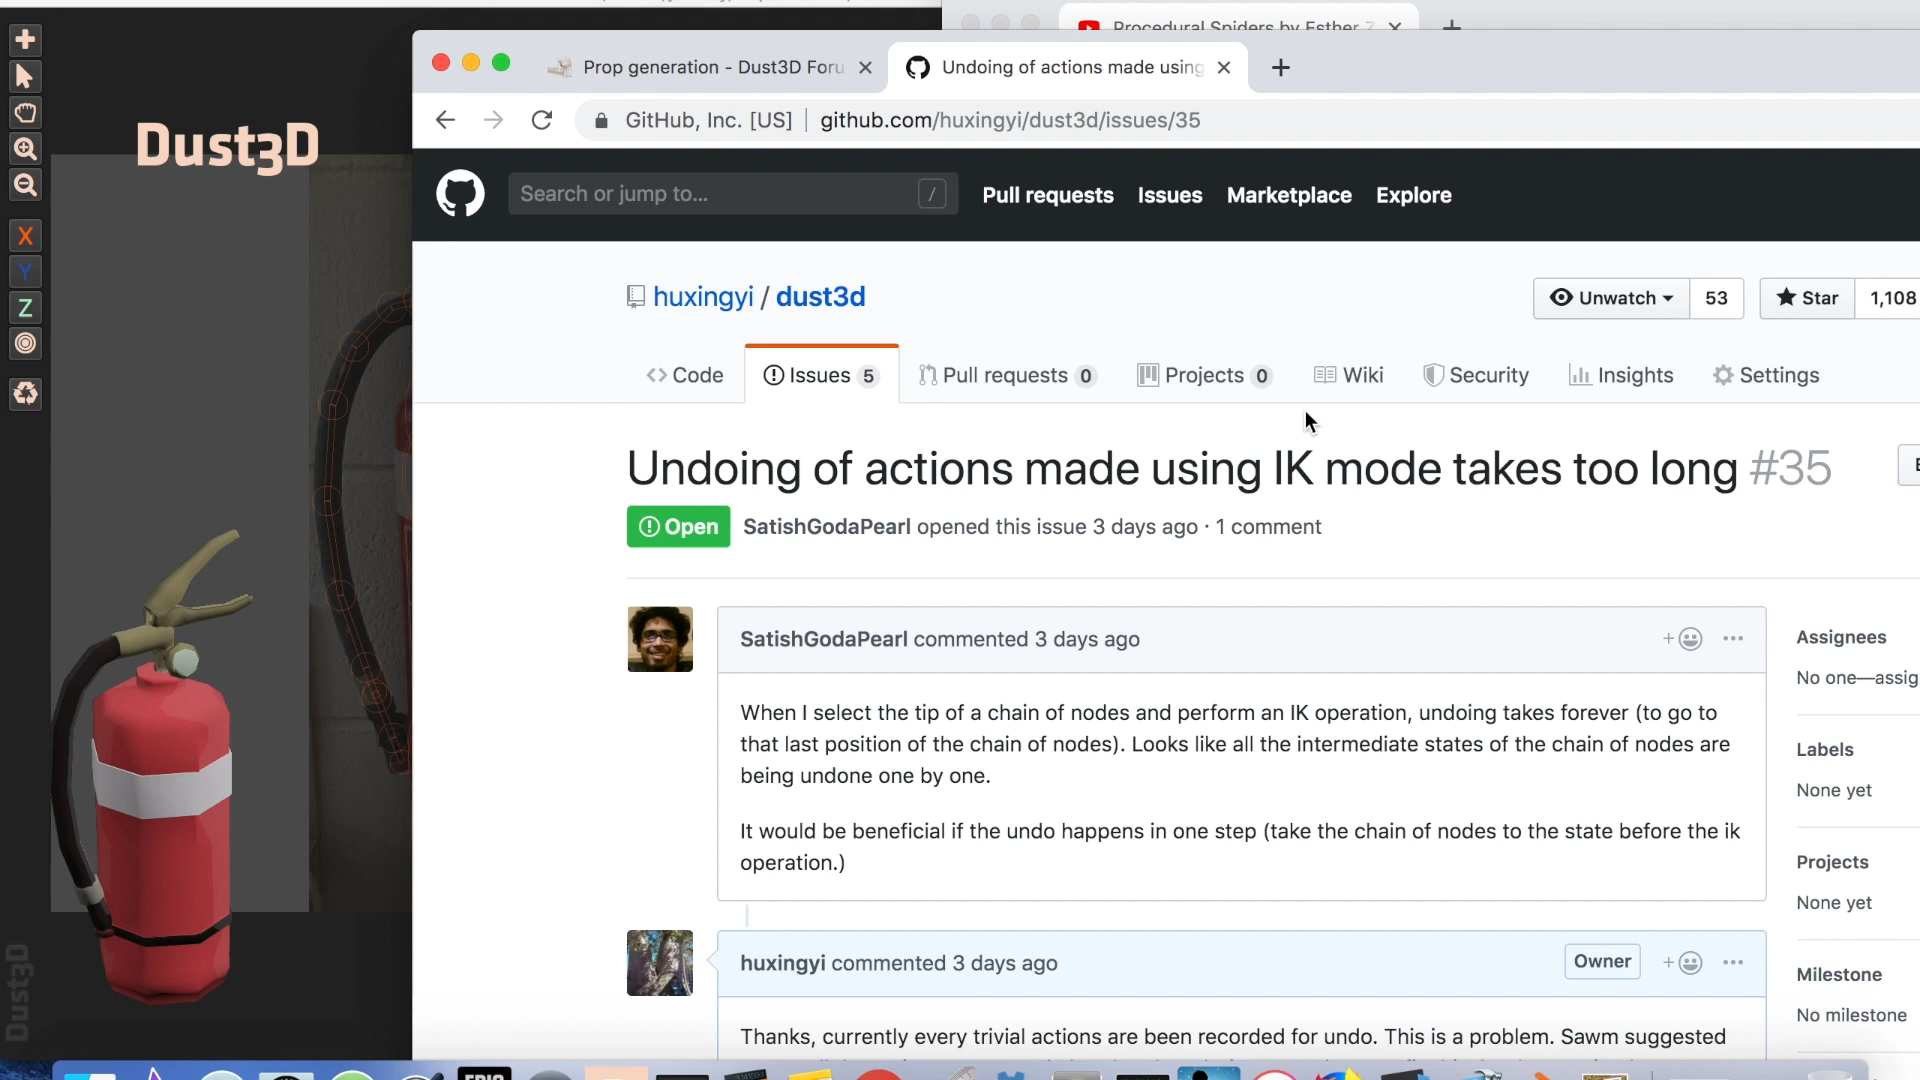 Procedural Spiders by Esther
Prop generation - Dust3D Foru
Undoing of actions made using
GitHub, Inc. [US]
github.com/huxingyi/dust3d/issues/35
Dust3D
Search or jump to...
/
Pull requests
Issues
Marketplace
Explore
X
Y
Z
huxingyi / dust3d
Unwatch
53
Star
1,108
Code
Issues 5
Pull requests 0
Projects 0
Wiki
Security
Insights
Settings
Undoing of actions made using IK mode takes too long #35
Open
SatishGodaPearl opened this issue 3 days ago · 1 comment
SatishGodaPearl commented 3 days ago
When I select the tip of a chain of nodes and perform an IK operation, undoing takes forever (to go to
that last position of the chain of nodes). Looks like all the intermediate states of the chain of nodes are
being undone one by one.
It would be beneficial if the undo happens in one step (take the chain of nodes to the state before the ik
operation.)
Assignees
No one—assig
Labels
None yet
Projects
None yet
Milestone
No milestone
huxingyi commented 3 days ago
Owner
Thanks, currently every trivial actions are been recorded for undo. This is a problem. Sawm suggested
Dust3D
EPIC